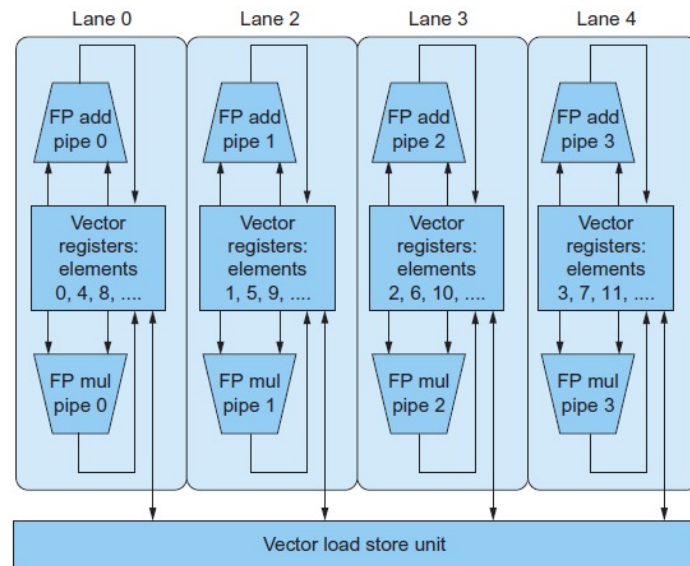 Lane 0
Lane 2
Lane 3
Lane 4
FP add
pipe 0
FP add
pipe 1
FP add
pipe 2
FP add
pipe 3
Vector
registers:
elements
0, 4, 8, ....
Vector
registers:
elements
1, 5, 9, ....
Vector
registers:
elements
2, 6, 10, ....
Vector
registers:
elements
3, 7, 11, ....
FP mul
pipe 0
FP mul
pipe 1
FP mul
pipe 2
FP mul
pipe 3
Vector load store unit